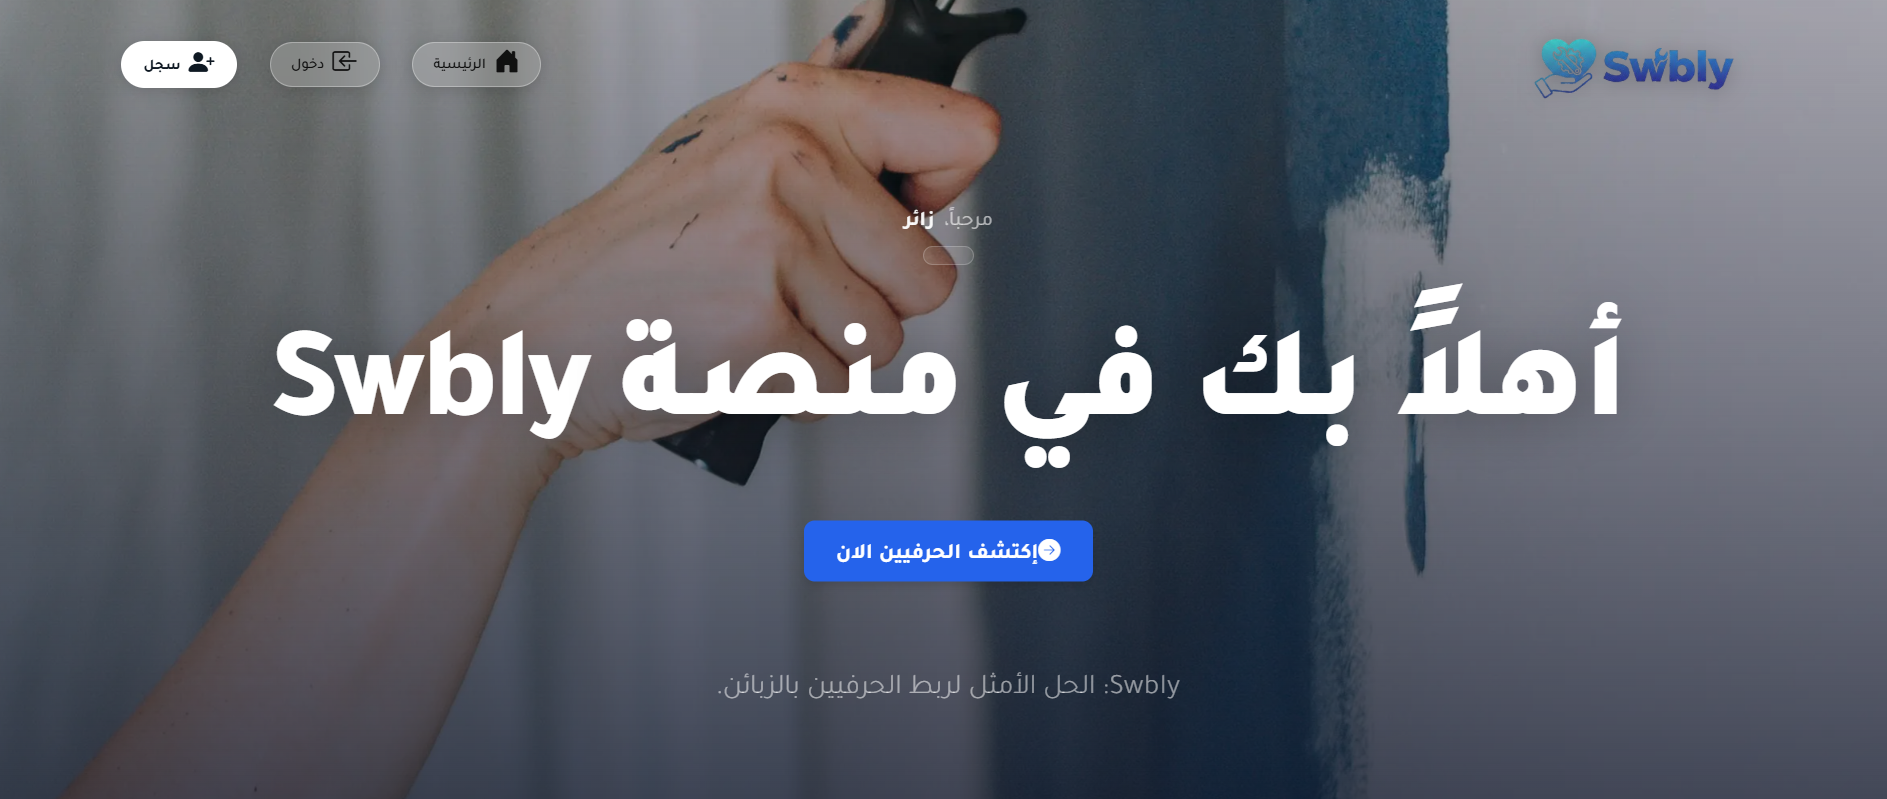 Swbly
الرئيسية
دخول
سجل
مرحباً، زائر
أهلاً بك في منصة Swbly
إكتشف الحرفيين الان
Swbly: الحل الأمثل لربط الحرفيين بالزبائن.